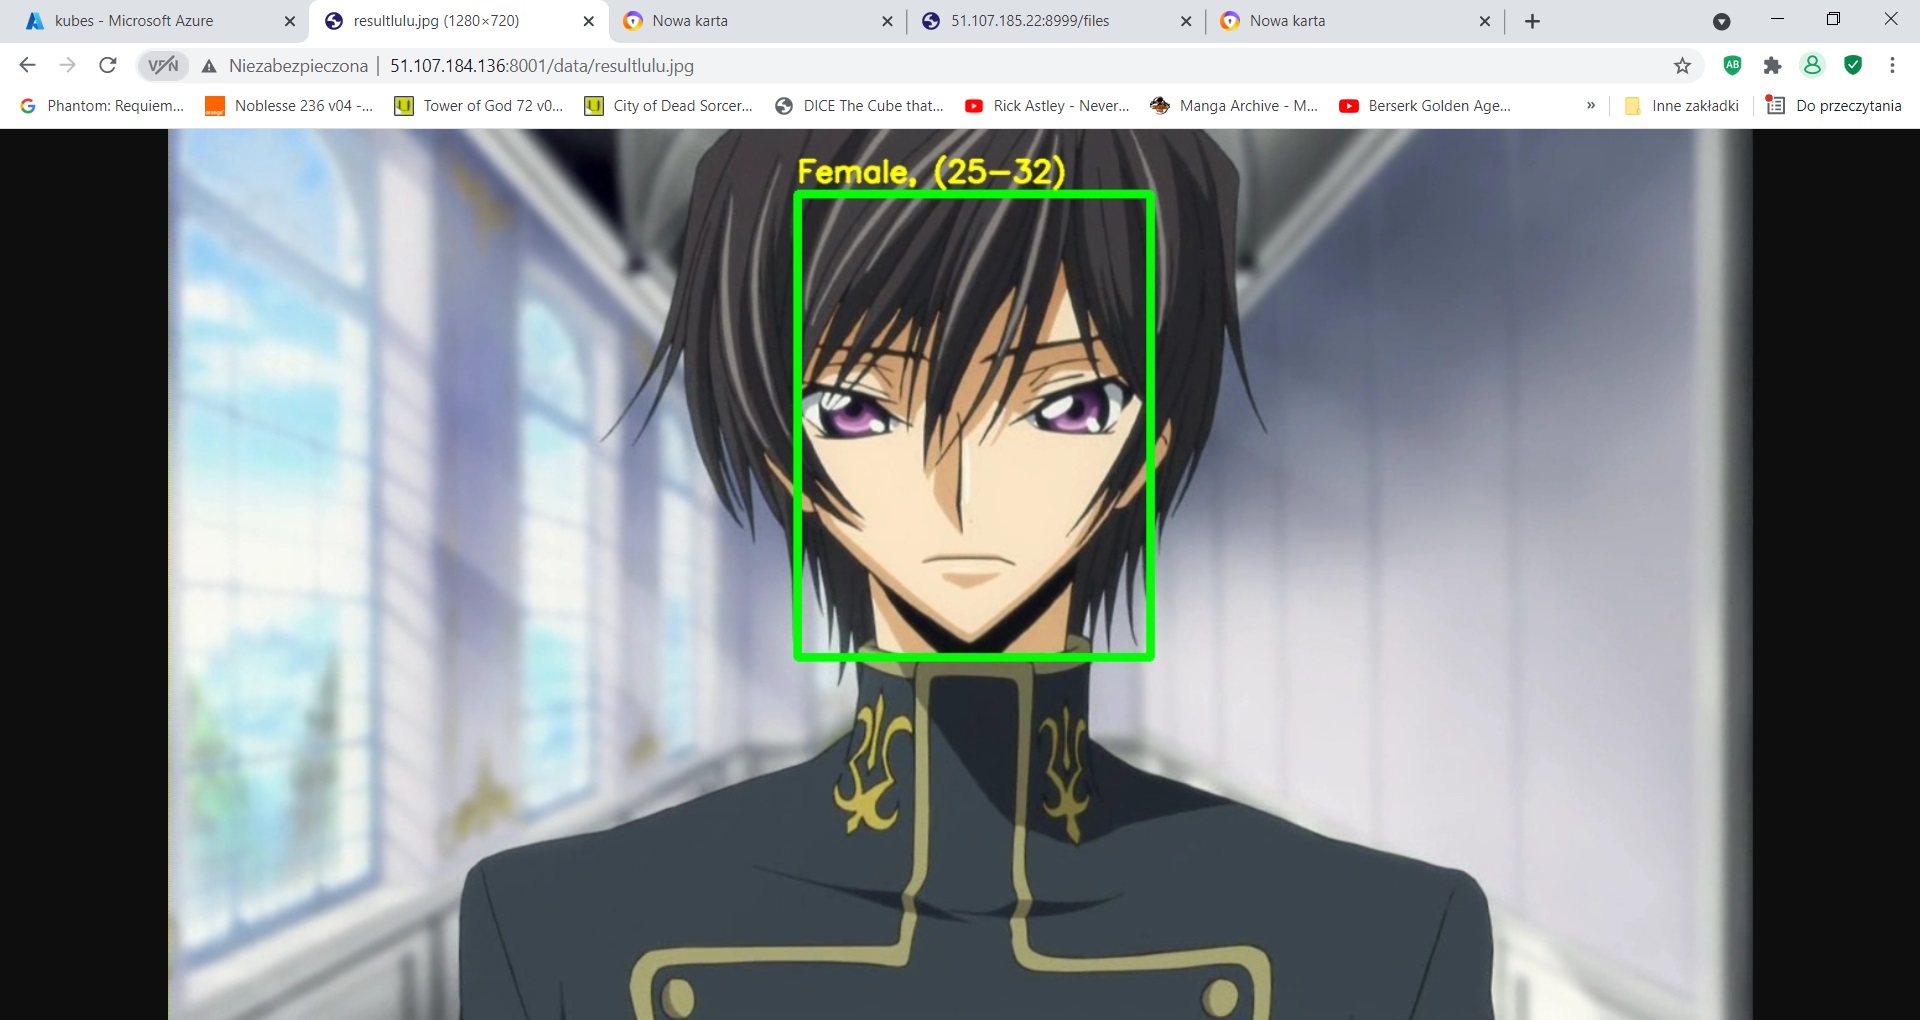 kubes - Microsoft Azure
resultlulu.jpg (1280×720)
Nowa karta
51.107.185.22:8999/files
Nowa karta
VPN
Niezabezpieczona | 51.107.184.136:8001/data/resultlulu.jpg
AB
Phantom: Requiem...
Noblesse 236 v04 -...
Tower of God 72 v0...
City of Dead Sorcer...
DICE The Cube that...
Rick Astley - Never...
Manga Archive - M...
Berserk Golden Age...
»
Inne zakładki
Do przeczytania
Female, (25-32)